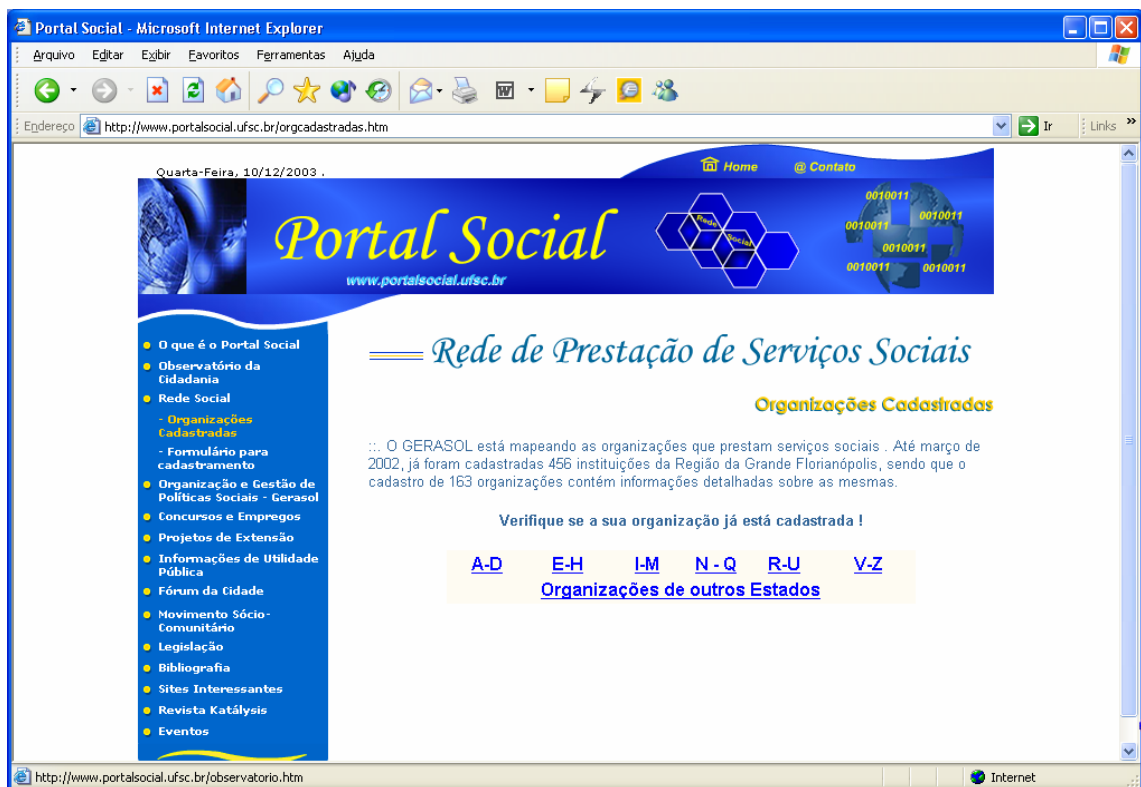 Portal Social - Microsoft Internet Explorer
Arquivo Editar Exibir Favoritos Ferramentas Ajuda
Endereço http://www.portalsocial.ufsc.br/orgcadastradas.htm Ir Links »
Quarta-Feira, 10/12/2003 .
Home @ Contato
Portal Social
www.portalsocial.ufsc.br
Rede Social
0010011
0010011
0010011
0010011
0010011
0010011
O que é o Portal Social
Observatório da
Cidadania
Rede Social
- Organizações
Cadastradas
- Formulário para
cadastramento
Organização e Gestão de
Políticas Sociais - Gerasol
Concursos e Empregos
Projetos de Extensão
Informações de Utilidade
Pública
Fórum da Cidade
Movimento Sócio-
Comunitário
Legislação
Bibliografia
Sites Interessantes
Revista Katálysis
Eventos
Rede de Prestação de Serviços Sociais
Organizações Cadastradas
::. O GERASOL está mapeando as organizações que prestam serviços sociais . Até março de
2002, já foram cadastradas 456 instituições da Região da Grande Florianópolis, sendo que o
cadastro de 163 organizações contém informações detalhadas sobre as mesmas.
Verifique se a sua organização já está cadastrada !
A-D E-H I-M N - Q R-U V-Z
Organizações de outros Estados
http://www.portalsocial.ufsc.br/observatorio.htm Internet